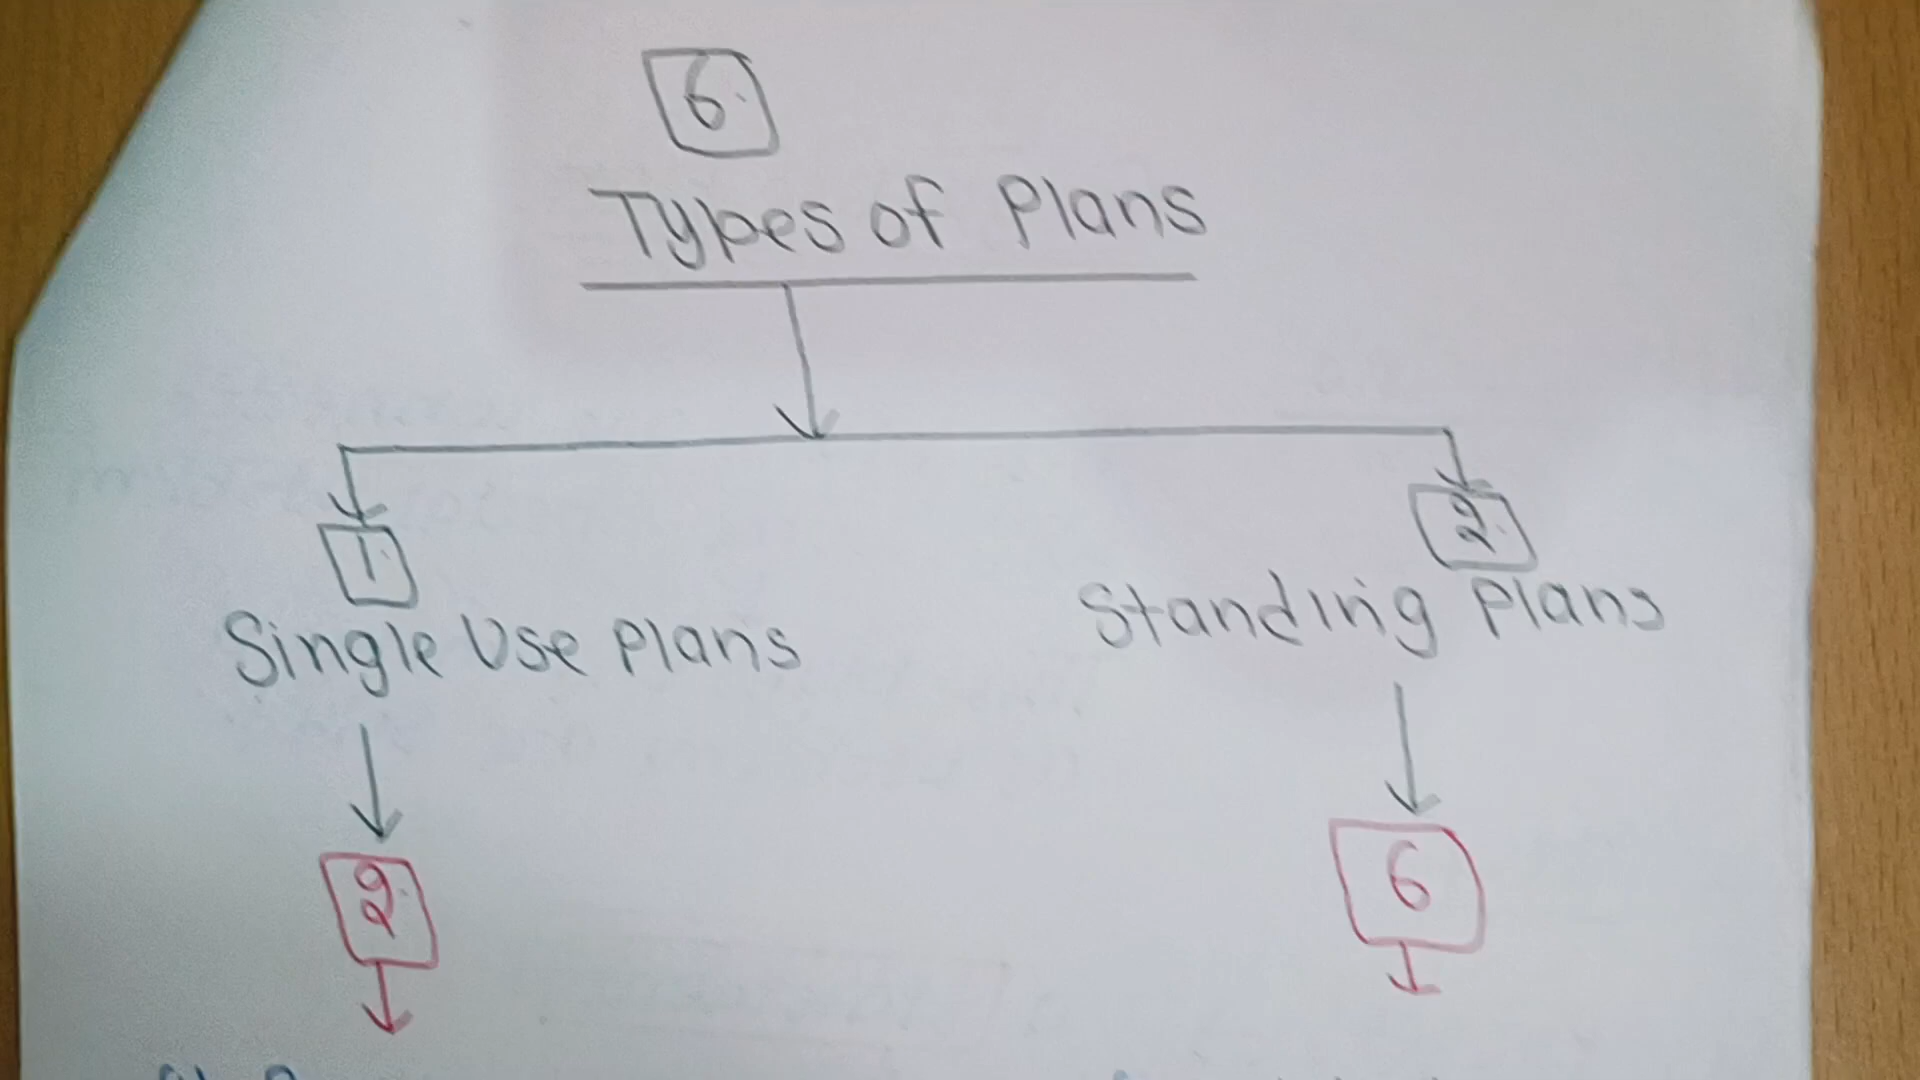 6.
Types of Plans
1.
2.
Single Use Plans
Standing Plans
2.
6